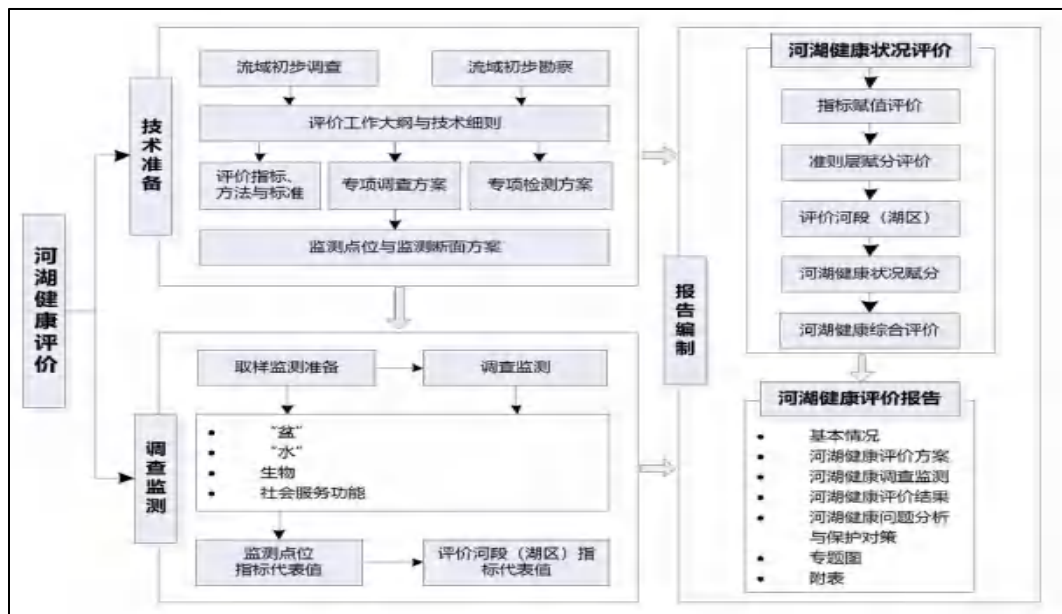 河湖健康评价
技术准备
流域初步调查
流域初步勘察
评价工作大纲与技术细则
评价指标、
方法与标准
专项调查方案
专项检测方案
监测点位与监测断面方案
调查监测
取样监测准备
调查监测
• “盆”
• “水”
• 生物
• 社会服务功能
监测点位
指标代表值
评价河段（湖区）指
标代表值
报告编制
河湖健康状况评价
指标赋值评价
准则层赋分评价
评价河段（湖区）
河湖健康状况赋分
河湖健康综合评价
河湖健康评价报告
• 基本情况
• 河湖健康评价方案
• 河湖健康调查监测
• 河湖健康评价结果
• 河湖健康问题分析
与保护对策
• 专题图
• 附表